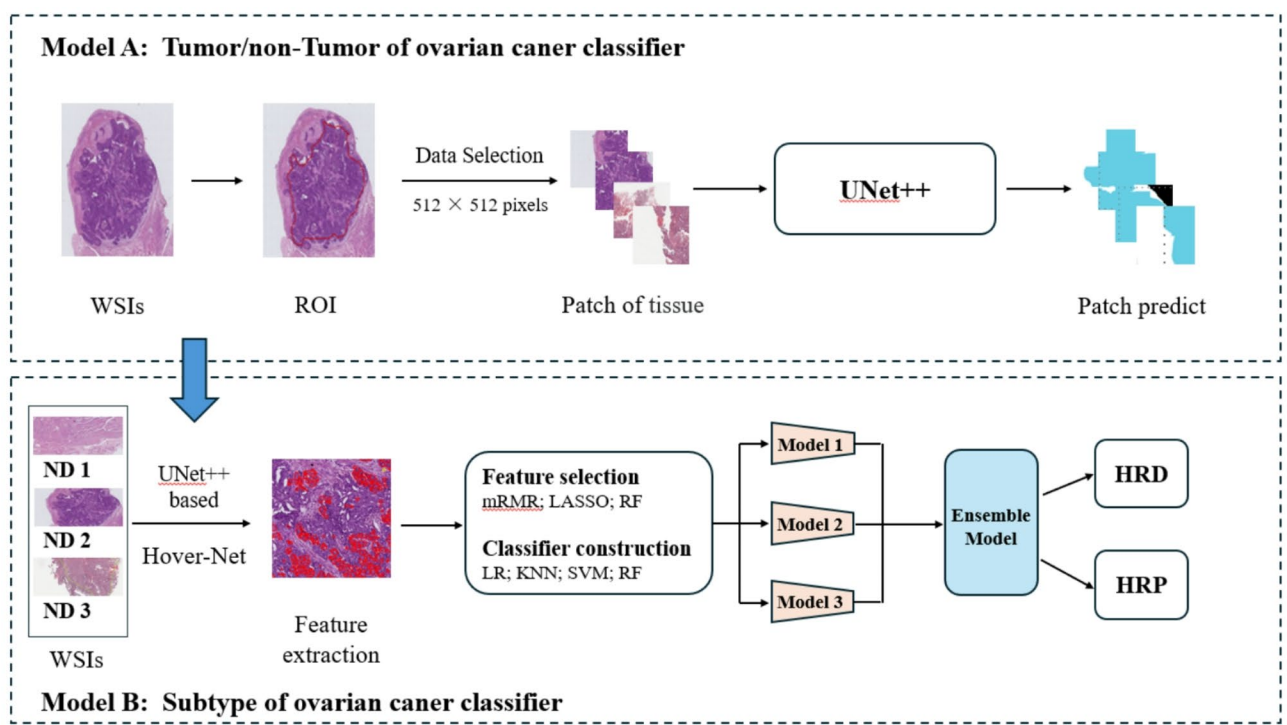 Model A: Tumor/non-Tumor of ovarian caner classifier
Data Selection
512 × 512 pixels
UNet++
WSIs
ROI
Patch of tissue
Patch predict
ND 1
ND 2
ND 3
WSIs
UNet++
based
Hover-Net
Feature
extraction
Feature selection
mRMR; LASSO; RF
Classifier construction
LR; KNN; SVM; RF
Model 1
Model 2
Model 3
Ensemble
Model
HRD
HRP
Model B: Subtype of ovarian caner classifier